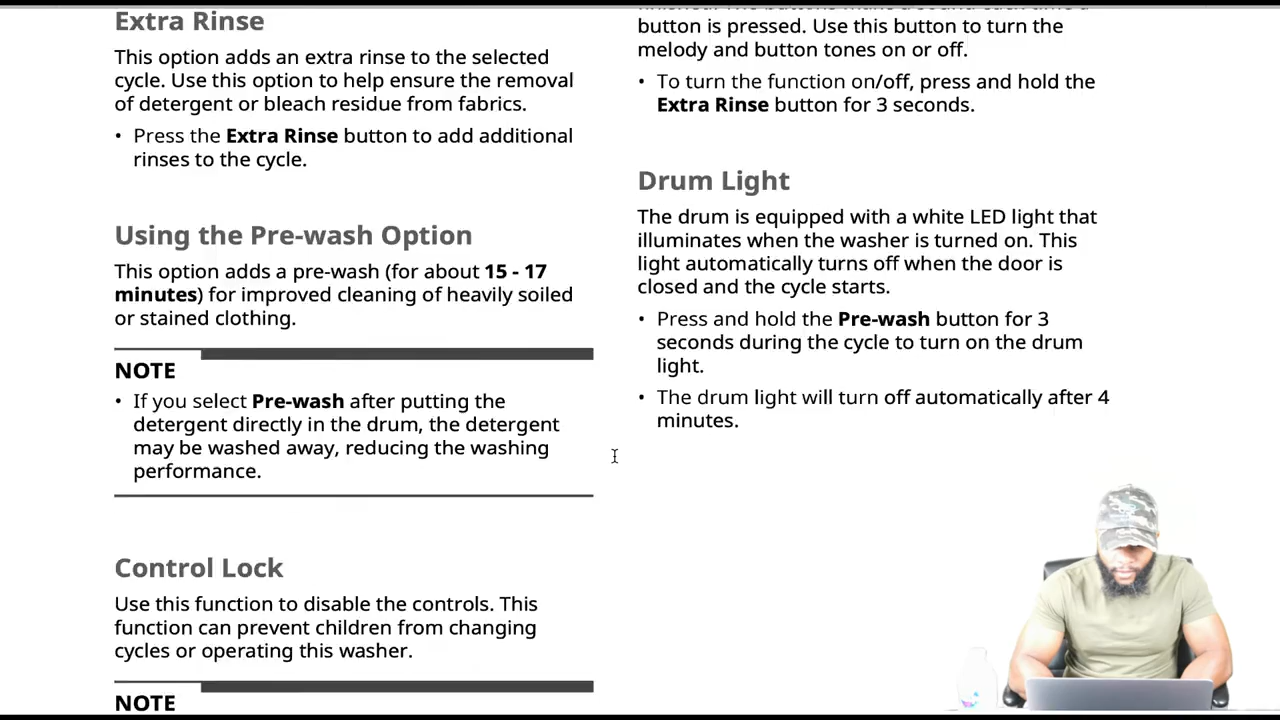 Extra Rinse
This option adds an extra rinse to the selected
cycle. Use this option to help ensure the removal
of detergent or bleach residue from fabrics.
• Press the Extra Rinse button to add additional
rinses to the cycle.
Using the Pre-wash Option
This option adds a pre-wash (for about 15 - 17
minutes) for improved cleaning of heavily soiled
or stained clothing.
NOTE
• If you select Pre-wash after putting the
detergent directly in the drum, the detergent
may be washed away, reducing the washing
performance.
Control Lock
Use this function to disable the controls. This
function can prevent children from changing
cycles or operating this washer.
NOTE
button is pressed. Use this button to turn the
melody and button tones on or off.
• To turn the function on/off, press and hold the
Extra Rinse button for 3 seconds.
Drum Light
The drum is equipped with a white LED light that
illuminates when the washer is turned on. This
light automatically turns off when the door is
closed and the cycle starts.
• Press and hold the Pre-wash button for 3
seconds during the cycle to turn on the drum
light.
• The drum light will turn off automatically after 4
minutes.